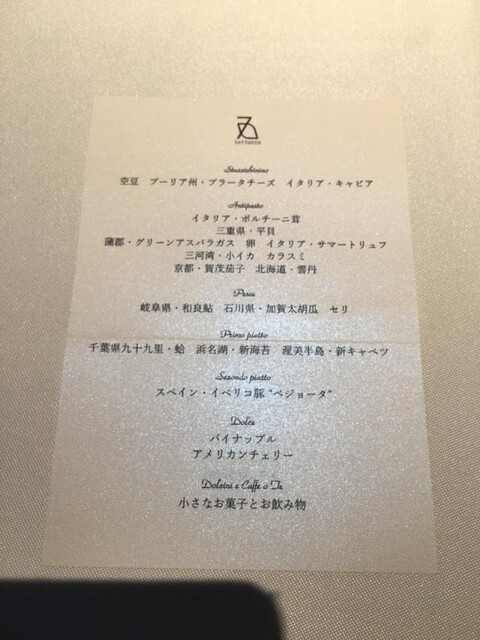 Stuzzichino
空豆 プーリア州・ブラータチーズ イタリア・キャビア
Antipasto
イタリア・ポルチーニ茸
三重県・平貝
蒲郡・グリーンアスパラガス 卵 イタリア・サマートリュフ
三河湾・小イカ カラスミ
京都・賀茂茄子 北海道・雲丹
Pesce
岐阜県・和良鮎 石川県・加賀太胡瓜 セリ
Primo piatto
千葉県九十九里・蛤 浜名湖・新海苔 渥美半島・新キャベツ
Secondo piatto
スペイン・イベリコ豚“ベジョータ”
Dolce
パイナップル
アメリカンチェリー
Dolcini e Caffe o Te
小さなお菓子とお飲み物